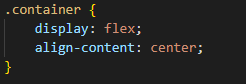 .container {
    display: flex;
    align-content: center;
}